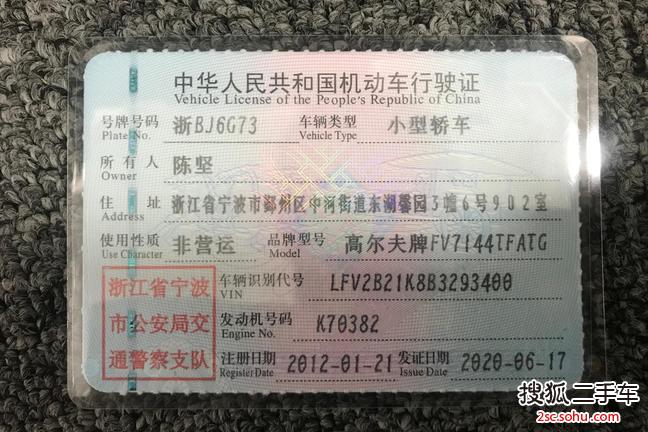 中华人民共和国机动车行驶证
Vehicle License of the People's Republic of China
号牌号码 浙BJ6G73 车辆类型 小型轿车
Plate No. Vehicle Type
所有人 陈坚
Owner
住址 浙江省宁波市鄞州区中河街道东湖馨园3幢6号902室
Address
使用性质 非营运 品牌型号 高尔夫牌FV7144TFATG
Use Character Model
浙江省宁波 车辆识别代号 LFV2B21K8B3293400
VIN
市公安局交 发动机号码 K70382
Engine No.
通警察支队 注册日期 2012-01-21 发证日期 2020-06-17
Register Date Issue Date
搜狐二手车
2sc.sohu.com